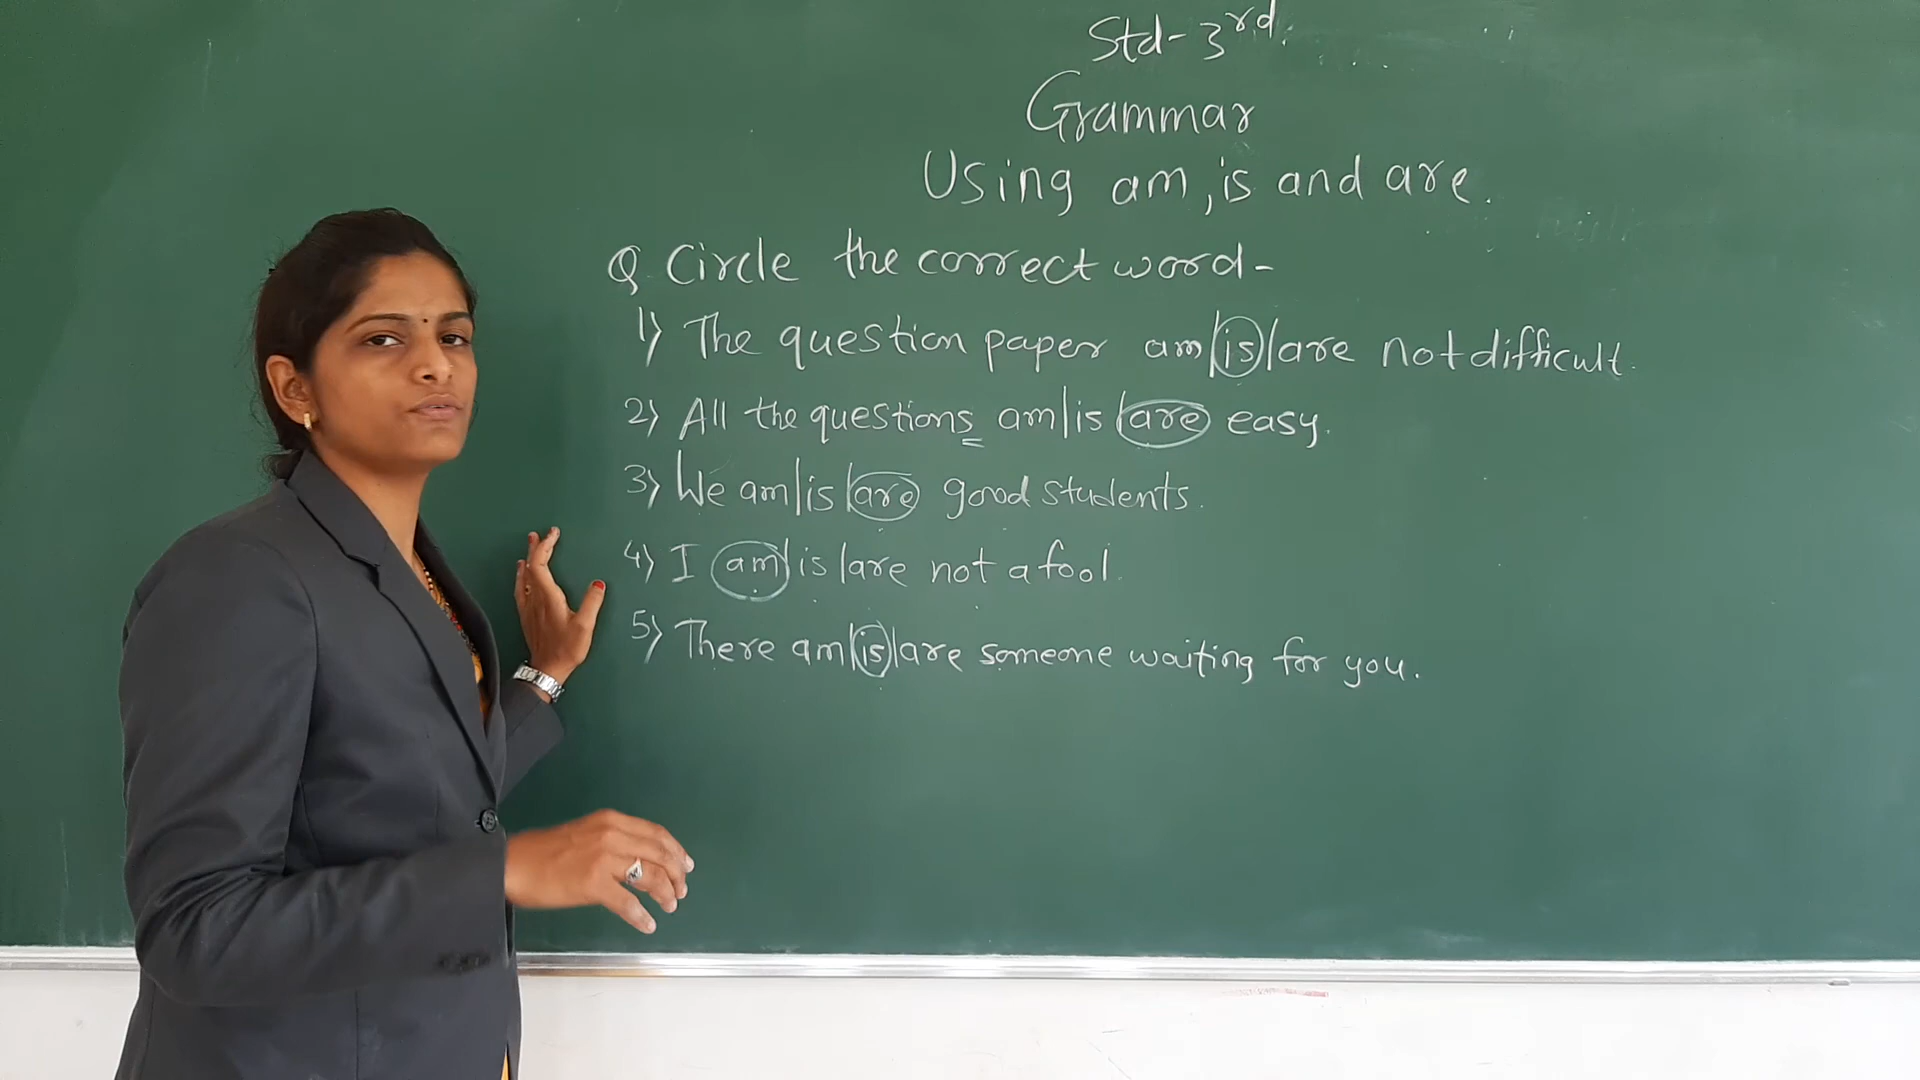 Std-3rd.
Grammar
Using am, is and are.
Q Circle the correct word-
1) The question paper am/is/are not difficult.
2) All the questions am/is/are easy.
3) We am/is/are good students.
4) I am/is/are not a fool.
5) There am/is/are someone waiting for you.